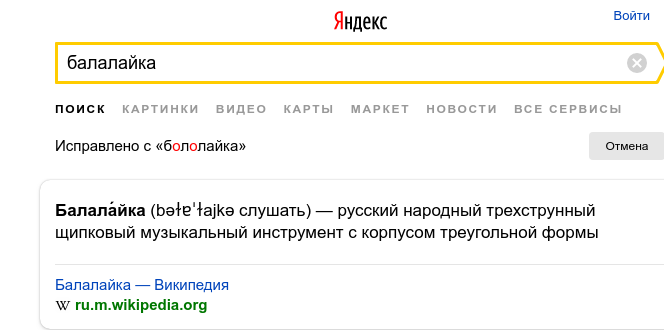 Войти
Яндекс
балалайка
ПОИСК КАРТИНКИ ВИДЕО КАРТЫ МАРКЕТ НОВОСТИ ВСЕ СЕРВИСЫ
Исправлено с «бололайка»
Отмена
Балала́йка (bəɫɐˈɫajkə слушать) — русский народный трехструнный
щипковый музыкальный инструмент с корпусом треугольной формы
Балалайка — Википедия
W ru.m.wikipedia.org